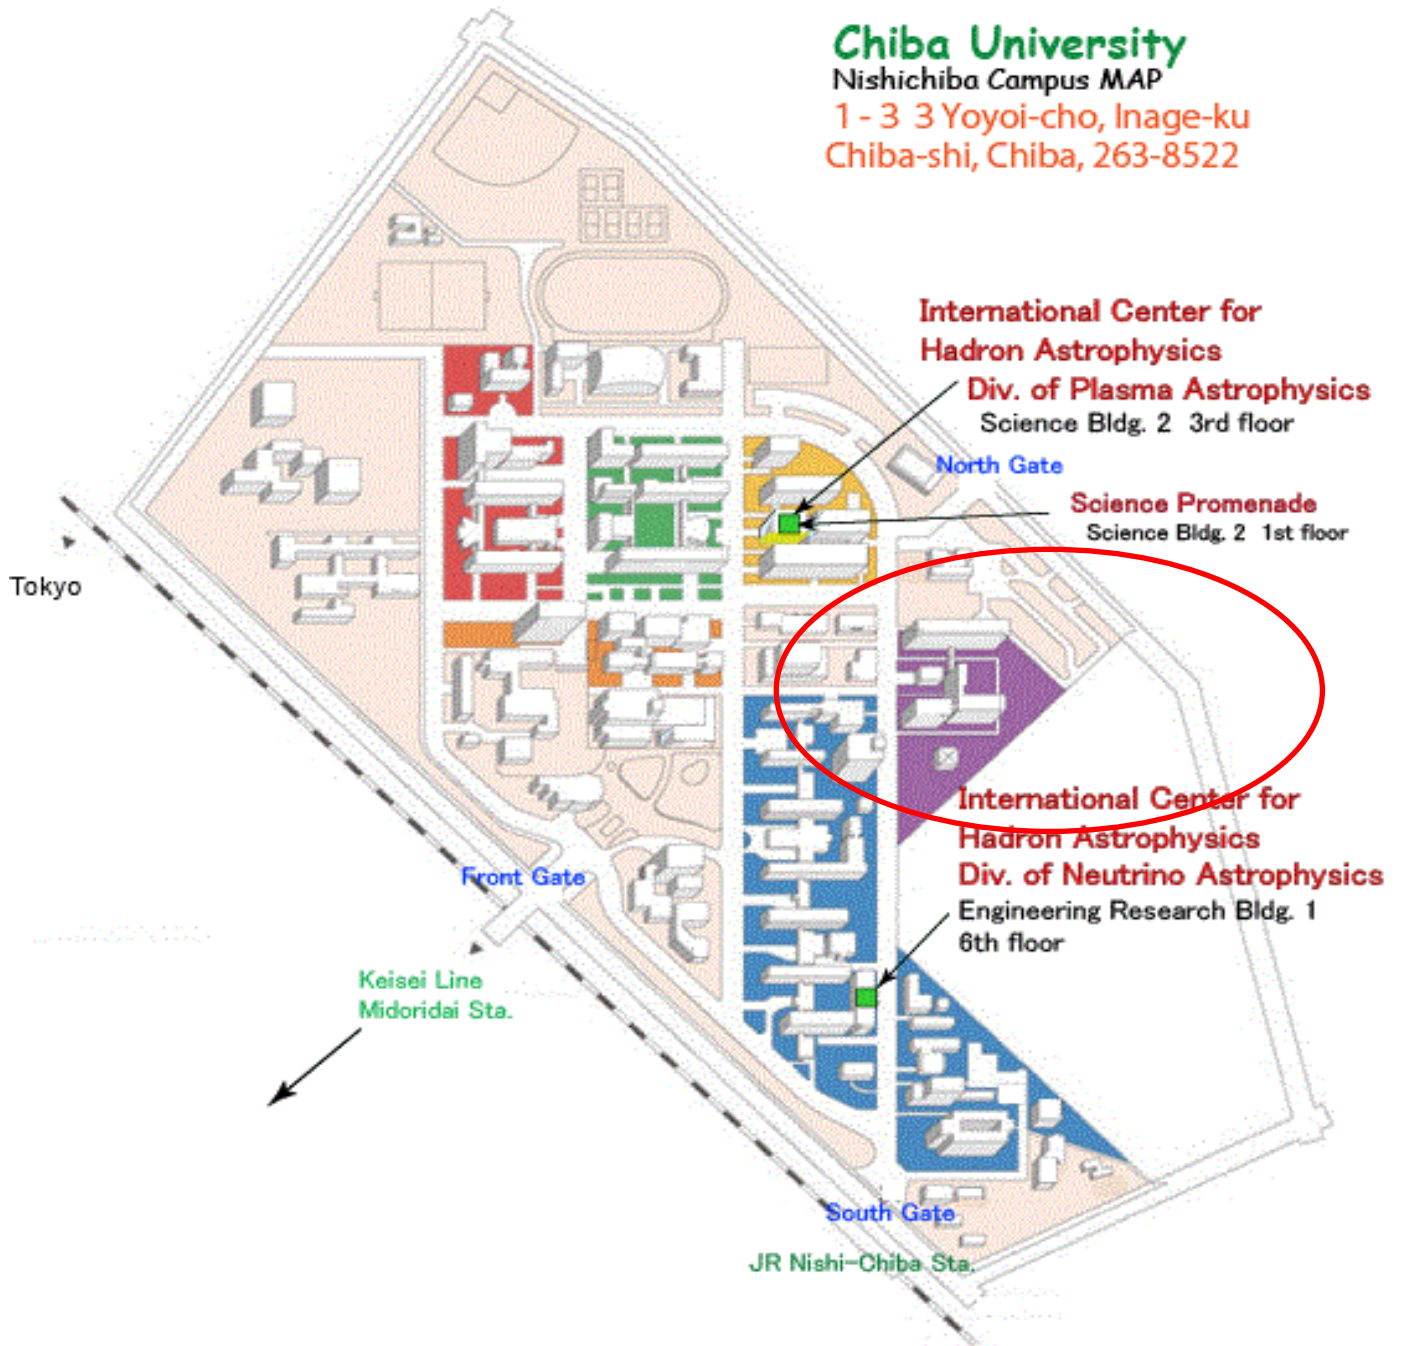 Chiba University
Nishichiba Campus MAP
1 - 3 3 Yoyoi-cho, Inage-ku
Chiba-shi, Chiba, 263-8522
International Center for
Hadron Astrophysics
Div. of Plasma Astrophysics
Science Bldg. 2 3rd floor
North Gate
Science Promenade
Science Bldg. 2 1st floor
Tokyo
International Center for
Hadron Astrophysics
Div. of Neutrino Astrophysics
Engineering Research Bldg. 1
6th floor
Front Gate
Keisei Line
Midoridai Sta.
South Gate
JR Nishi-Chiba Sta.